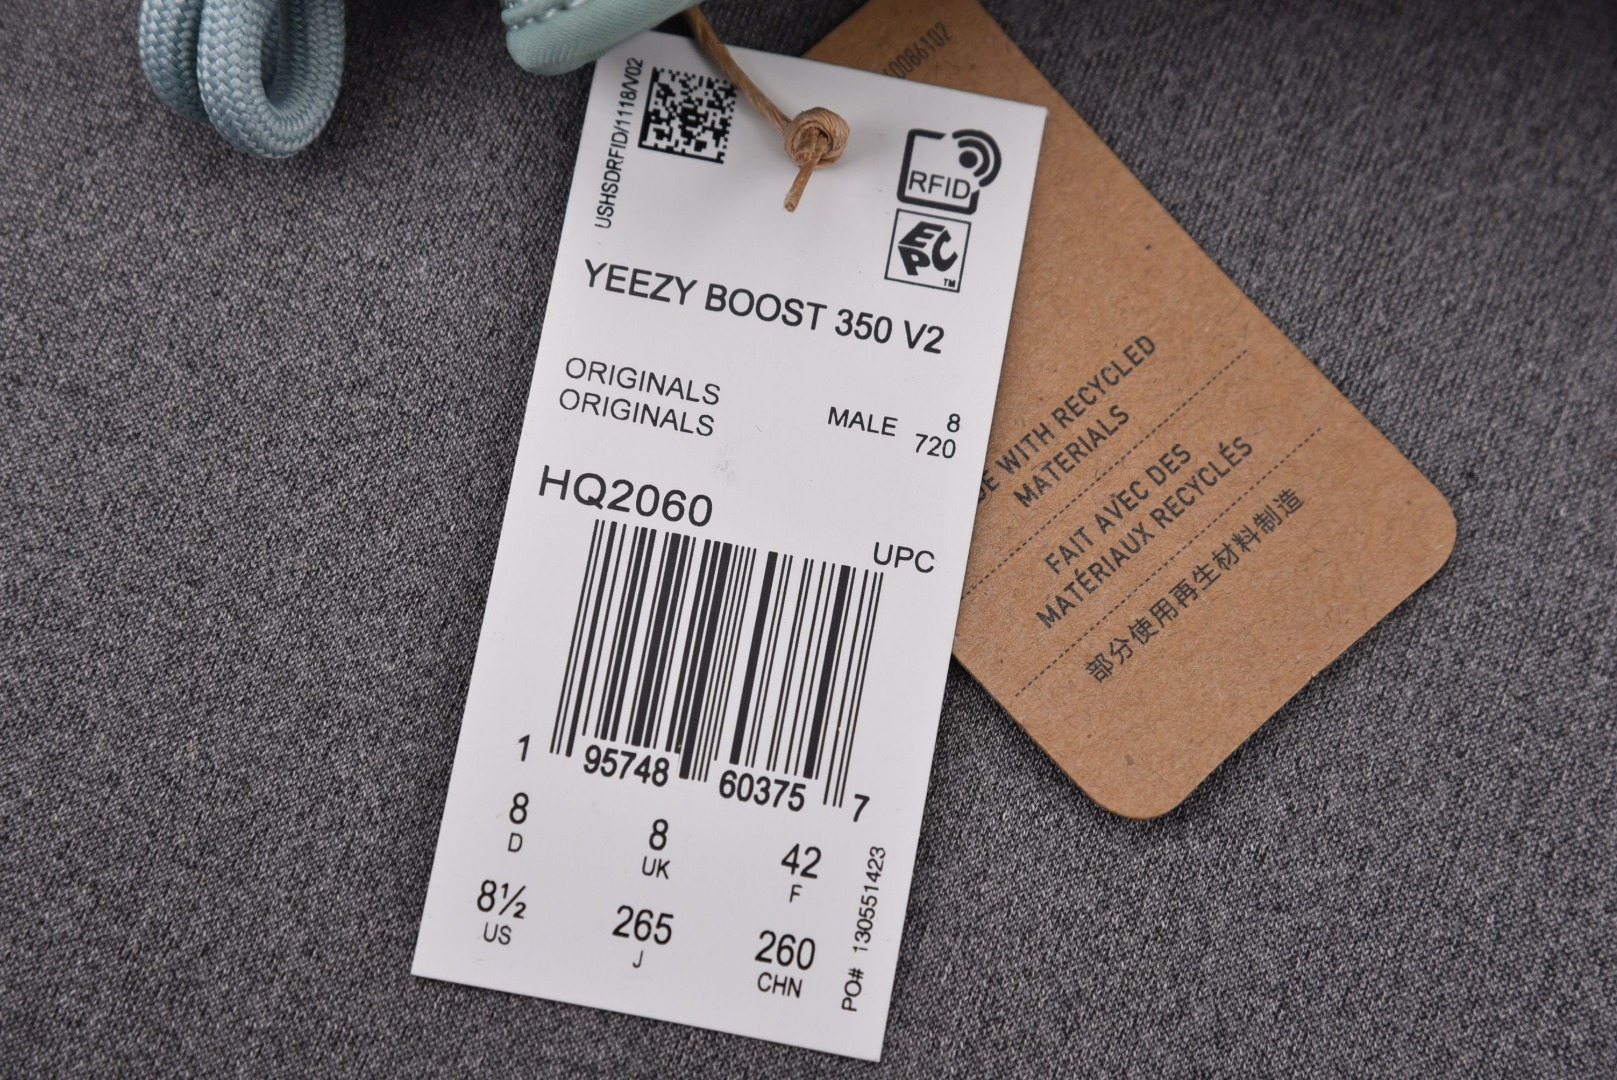 USHSDRFID/1118/V02
RFID
EPC
TM
YEEZY BOOST 350 V2
ORIGINALS
ORIGINALS
MALE 8
720
HQ2060
UPC
1 95748 60375 7
8 8 42
D UK F
8½ 265 260
US J CHN
PO# 130551423
WITH RECYCLED
MATERIALS
FAIT AVEC DES
MATÉRIAUX RECYCLÉS
部分使用再生材料制造